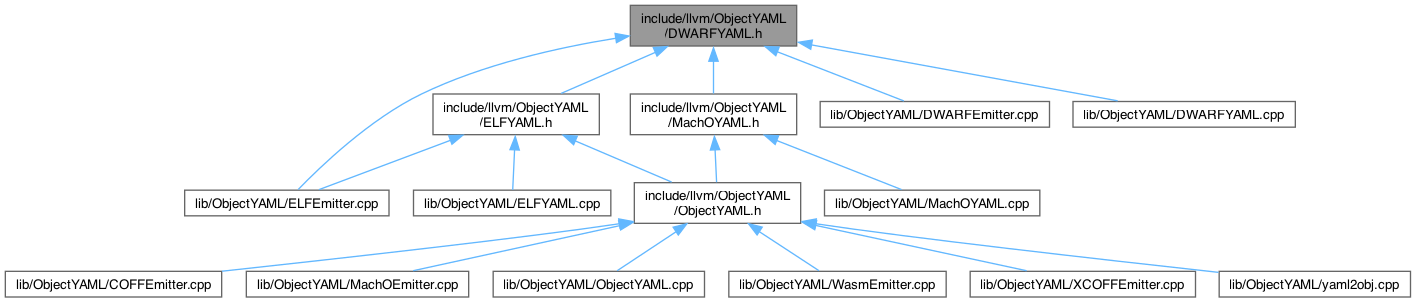 include/llvm/ObjectYAML
/DWARFYAML.h
include/llvm/ObjectYAML
/ELFYAML.h
include/llvm/ObjectYAML
/MachOYAML.h
lib/ObjectYAML/DWARFEmitter.cpp
lib/ObjectYAML/DWARFYAML.cpp
lib/ObjectYAML/ELFEmitter.cpp
lib/ObjectYAML/ELFYAML.cpp
include/llvm/ObjectYAML
/ObjectYAML.h
lib/ObjectYAML/MachOYAML.cpp
lib/ObjectYAML/COFFEmitter.cpp
lib/ObjectYAML/MachOEmitter.cpp
lib/ObjectYAML/ObjectYAML.cpp
lib/ObjectYAML/WasmEmitter.cpp
lib/ObjectYAML/XCOFFEmitter.cpp
lib/ObjectYAML/yaml2obj.cpp